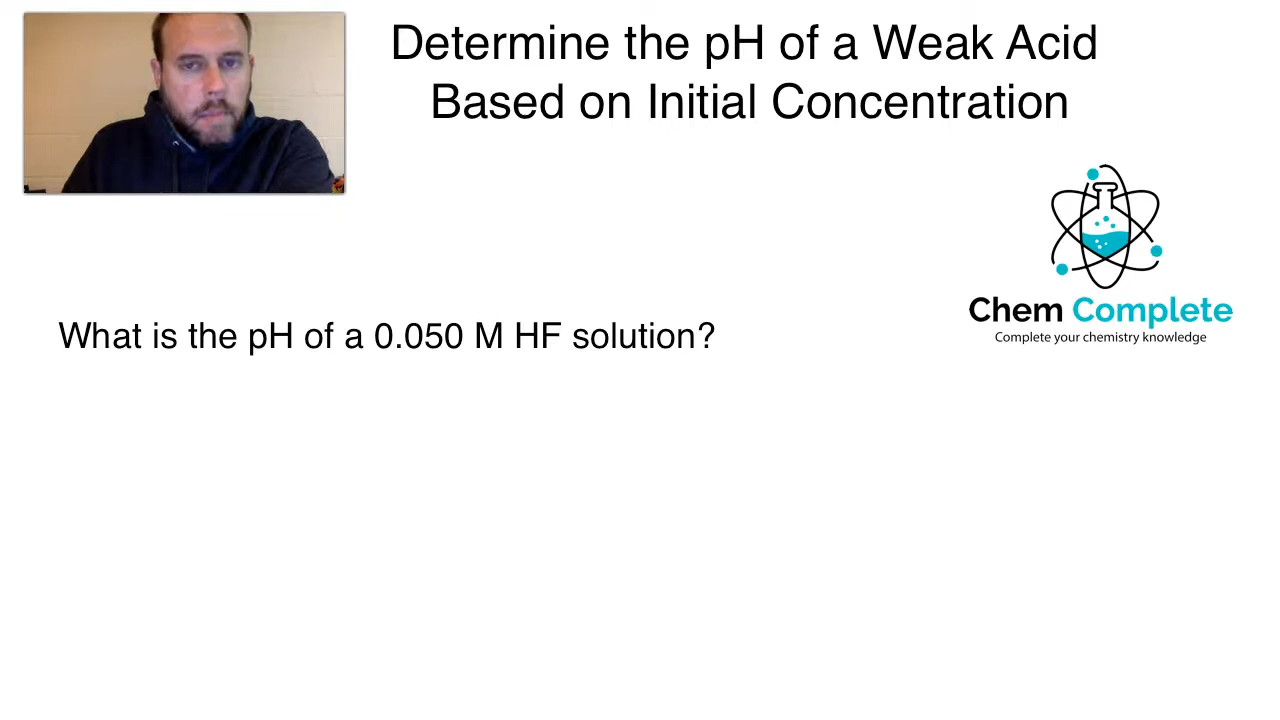 Determine the pH of a Weak Acid
Based on Initial Concentration
Chem Complete
Complete your chemistry knowledge
What is the pH of a 0.050 M HF solution?